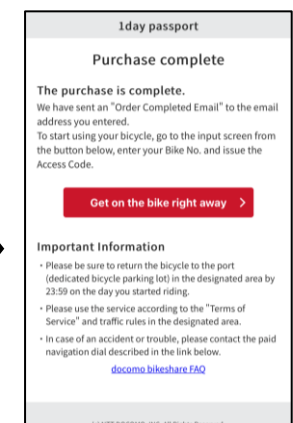 1day passport
Purchase complete
The purchase is complete.
We have sent an "Order Completed Email" to the email
address you entered.
To start using your bicycle, go to the input screen from
the button below, enter your Bike No. and issue the
Access Code.
Get on the bike right away
Important Information
・Please be sure to return the bicycle to the port
(dedicated bicycle parking lot) in the designated area by
23:59 on the day you started riding.
・Please use the service according to the "Terms of
Service" and traffic rules in the designated area.
・In case of an accident or trouble, please contact the paid
navigation dial described in the link below.
docomo bikeshare FAQ